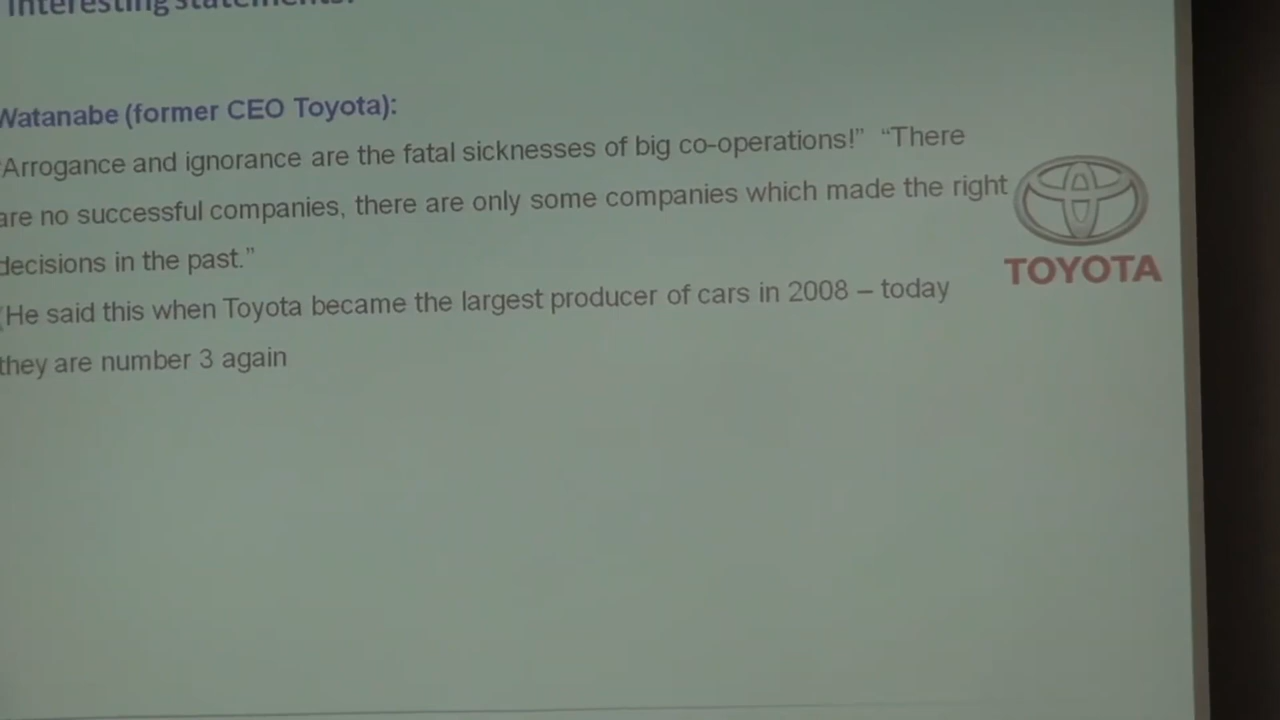 Interesting statements:
Watanabe (former CEO Toyota):
"Arrogance and ignorance are the fatal sicknesses of big co-operations!” “There
are no successful companies, there are only some companies which made the right
decisions in the past.”
(He said this when Toyota became the largest producer of cars in 2008 – today
they are number 3 again
TOYOTA